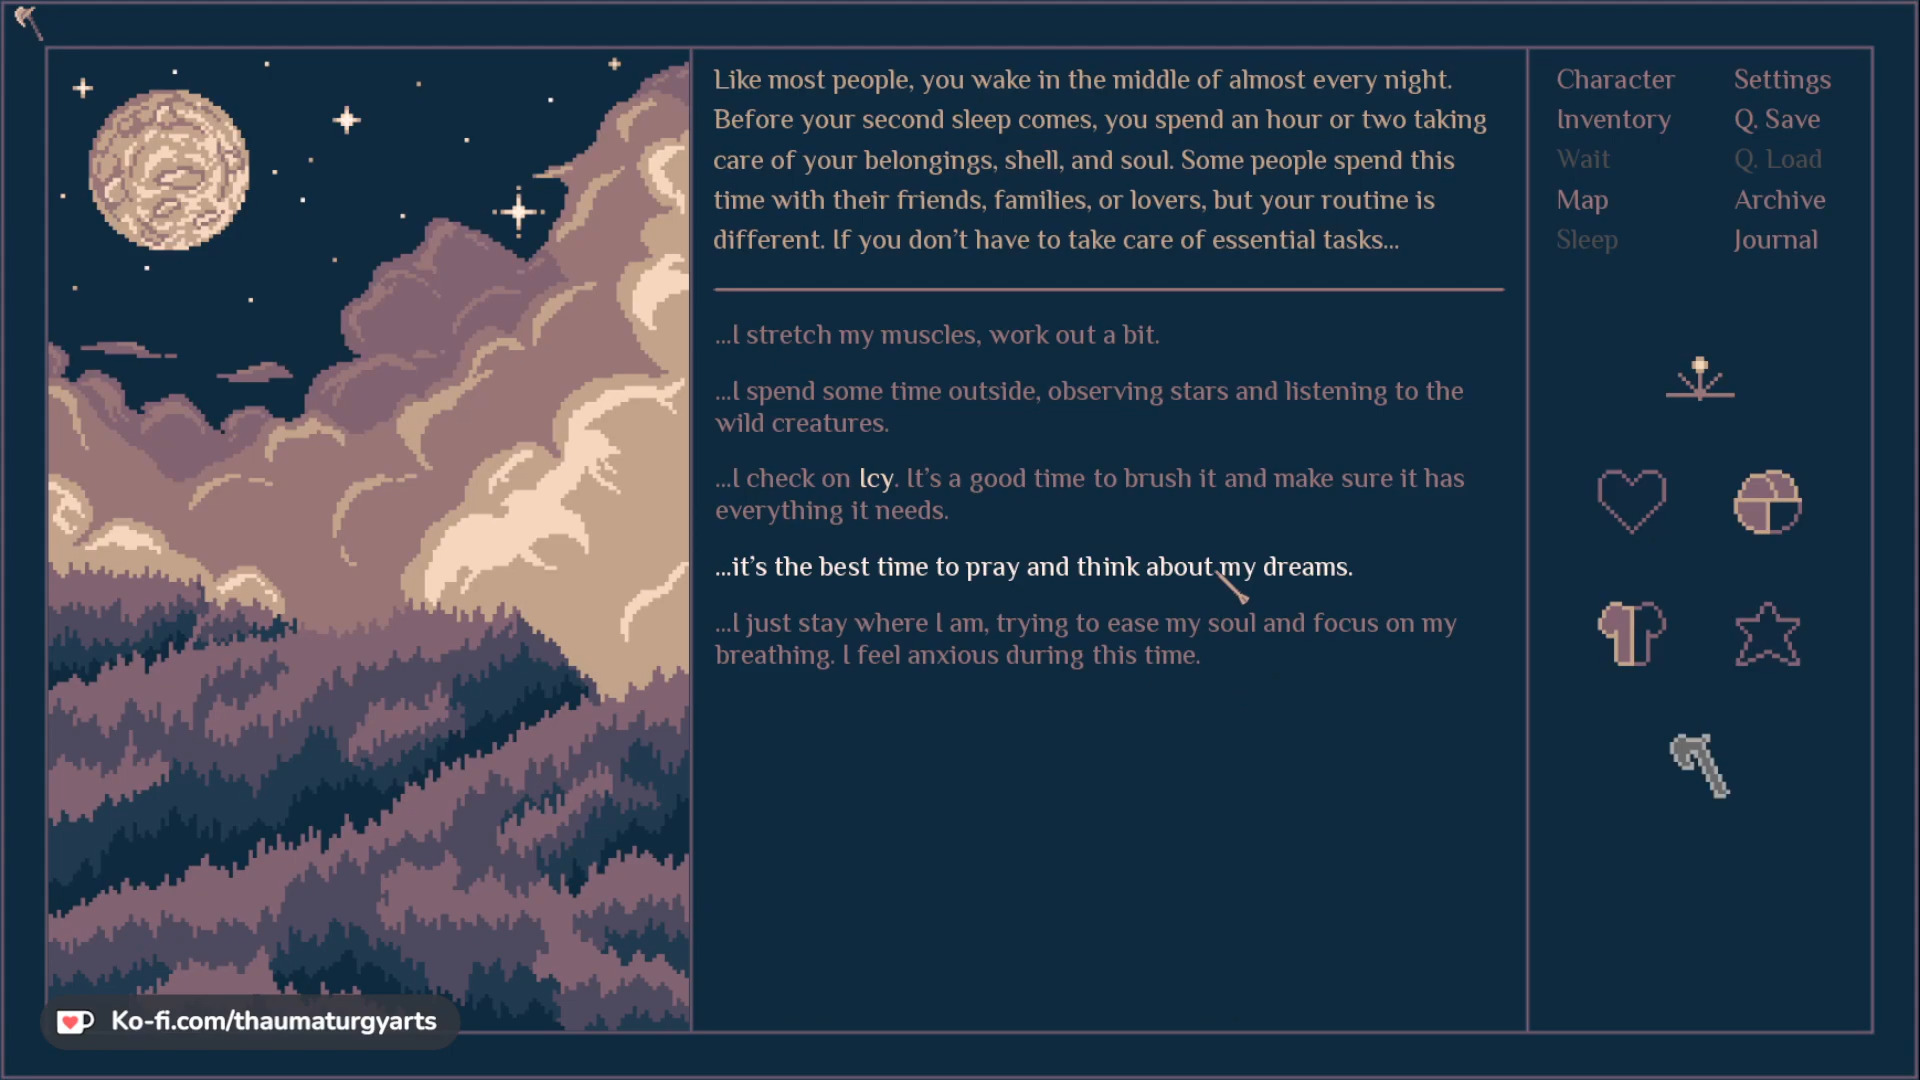 Like most people, you wake in the middle of almost every night.
Before your second sleep comes, you spend an hour or two taking
care of your belongings, shell, and soul. Some people spend this
time with their friends, families, or lovers, but your routine is
different. If you don't have to take care of essential tasks...
...I stretch my muscles, work out a bit.
...I spend some time outside, observing stars and listening to the
wild creatures.
...I check on Icy. It's a good time to brush it and make sure it has
everything it needs.
...it's the best time to pray and think about my dreams.
...I just stay where I am, trying to ease my soul and focus on my
breathing. I feel anxious during this time.
Character Settings
Inventory Q. Save
Wait Q. Load
Map Archive
Sleep Journal
Ko-fi.com/thaumaturgyarts